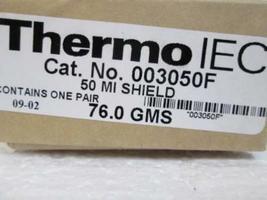 Thermo IEC
Cat. No. 003050F
50 MI SHIELD
CONTAINS ONE PAIR
09-02
76.0 GMS
*003050F*